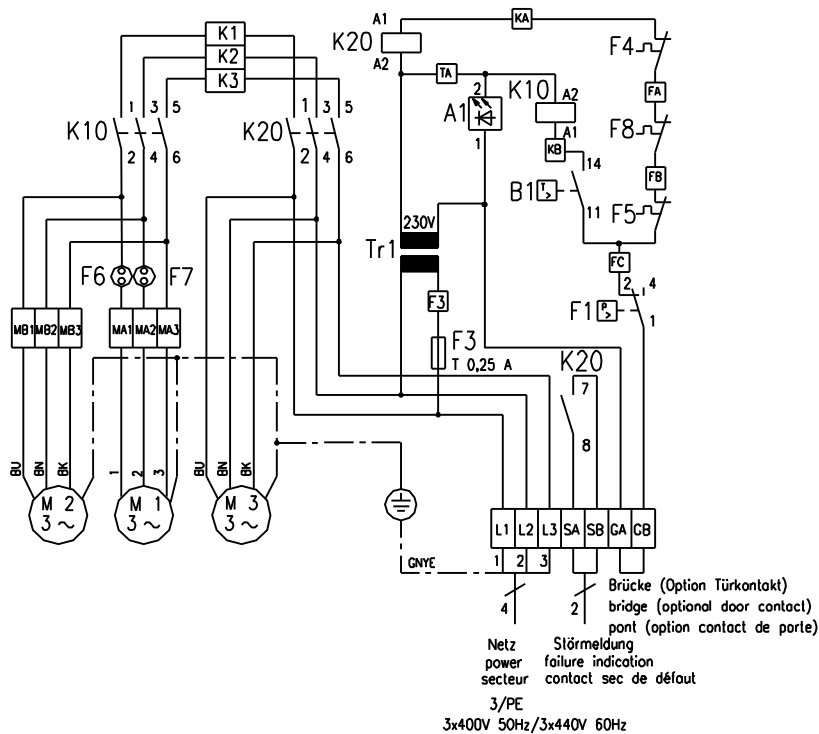 K1
K2
K3
A1
K20
A2
KA
F4
FA
F8
FB
F5
FC
TA
2
A1
1
K10
A2
A1
KB
14
B1
T>
11
K10
1 3 5
2 4 6
K20
1 3 5
2 4 6
230V
Tr1
F6
F7
F3
F3
T 0,25 A
F1
P>
2 4
1
MB1 MB2 MB3
MA1 MA2 MA3
K20
7
8
BU BN BK
1 2 3
BU BN BK
M 2
3 ~
M 1
3 ~
M 3
3 ~
L1 L2 L3 SA SB GA GB
GNYE
1 2 3
4
2
Brücke (Option Türkontakt)
bridge (optional door contact)
pont (option contact de porte)
Netz
power
secteur
Störmeldung
failure indication
contact sec de défaut
3/PE
3x400V 50Hz/3x440V 60Hz